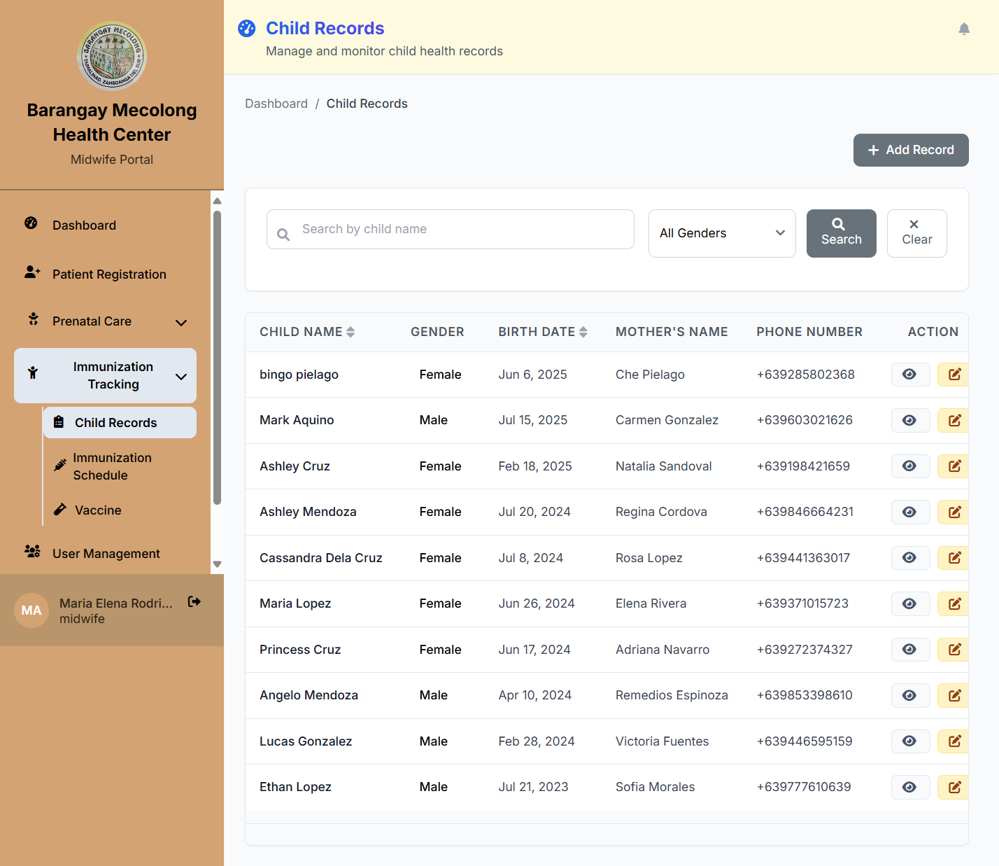 BARANGAY MECOLONG
DUMALINAO, ZAMBOANGA DEL SUR
Barangay Mecolong
Health Center
Midwife Portal
Dashboard
Patient Registration
Prenatal Care
Immunization
Tracking
Child Records
Immunization
Schedule
Vaccine
User Management
MA
Maria Elena Rodri...
midwife
Child Records
Manage and monitor child health records
Dashboard / Child Records
+ Add Record
Search by child name
All Genders
Search
Clear
CHILD NAME GENDER BIRTH DATE MOTHER'S NAME PHONE NUMBER ACTION
bingo pielago Female Jun 6, 2025 Che Pielago +639285802368
Mark Aquino Male Jul 15, 2025 Carmen Gonzalez +639603021626
Ashley Cruz Female Feb 18, 2025 Natalia Sandoval +639198421659
Ashley Mendoza Female Jul 20, 2024 Regina Cordova +639846664231
Cassandra Dela Cruz Female Jul 8, 2024 Rosa Lopez +639441363017
Maria Lopez Female Jun 26, 2024 Elena Rivera +639371015723
Princess Cruz Female Jun 17, 2024 Adriana Navarro +639272374327
Angelo Mendoza Male Apr 10, 2024 Remedios Espinoza +639853398610
Lucas Gonzalez Male Feb 28, 2024 Victoria Fuentes +639446595159
Ethan Lopez Male Jul 21, 2023 Sofia Morales +639777610639